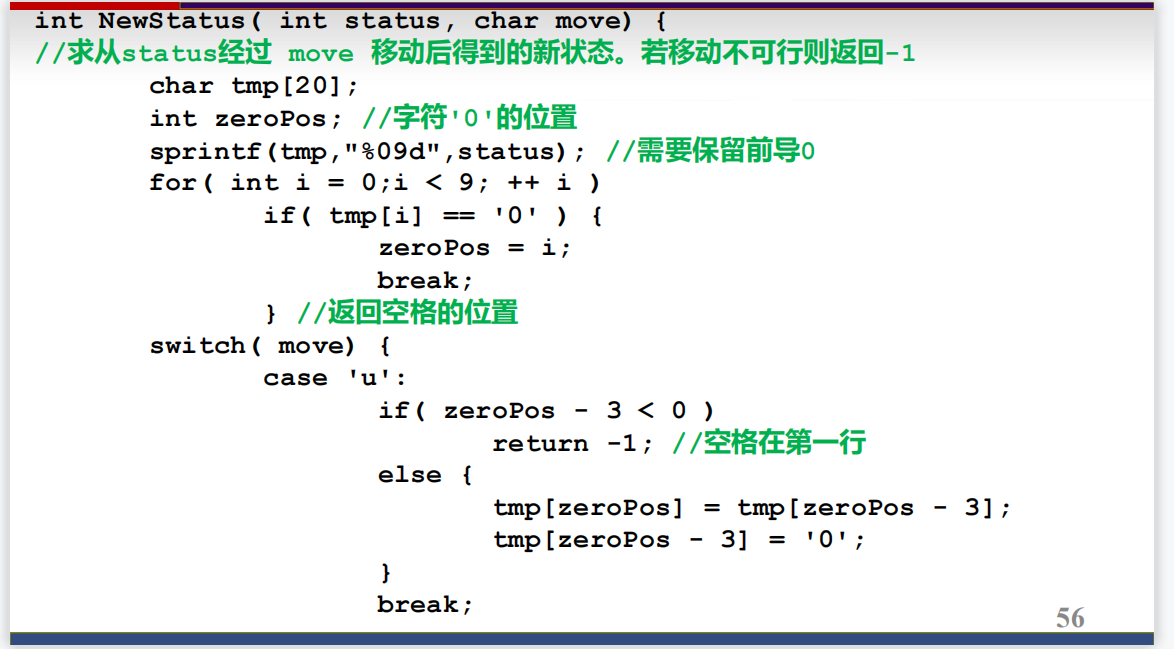 int NewStatus( int status, char move) {
//求从status经过 move 移动后得到的新状态。若移动不可行则返回-1
char tmp[20];
int zeroPos; //字符'0'的位置
sprintf(tmp,"%09d",status); //需要保留前导0
for( int i = 0;i < 9; ++ i )
if( tmp[i] == '0' ) {
zeroPos = i;
break;
} //返回空格的位置
switch( move) {
case 'u':
if( zeroPos - 3 < 0 )
return -1; //空格在第一行
else {
tmp[zeroPos] = tmp[zeroPos - 3];
tmp[zeroPos - 3] = '0';
}
break;
56